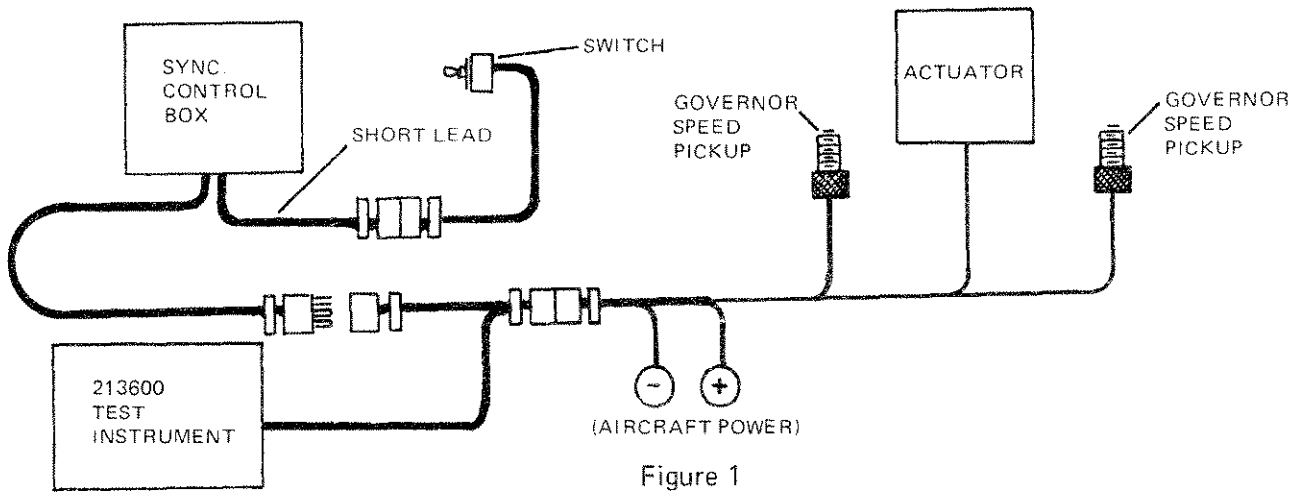 SYNC.
CONTROL
BOX
SWITCH
SHORT LEAD
GOVERNOR
SPEED
PICKUP
ACTUATOR
GOVERNOR
SPEED
PICKUP
213600
TEST
INSTRUMENT
−
+
(AIRCRAFT POWER)
Figure 1